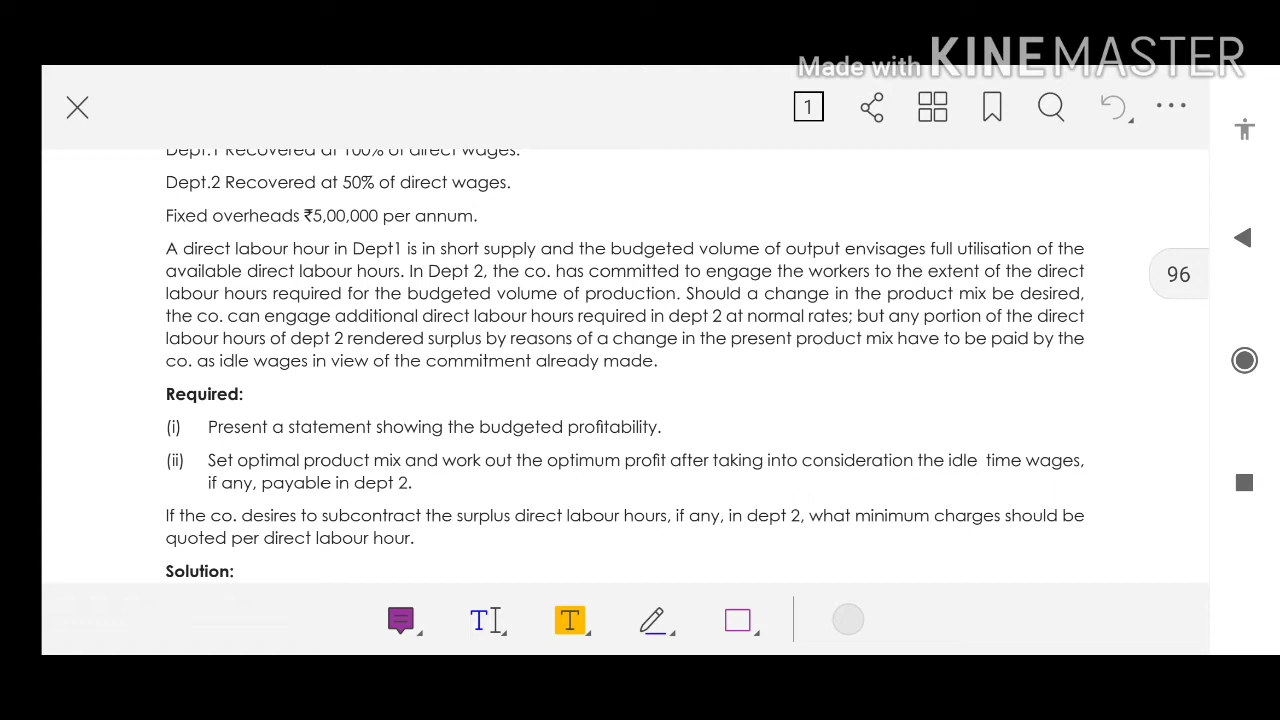 Made with KINEMASTER
1
Dept.1 Recovered at 100% of direct wages.
Dept.2 Recovered at 50% of direct wages.
Fixed overheads ₹5,00,000 per annum.
A direct labour hour in Dept1 is in short supply and the budgeted volume of output envisages full utilisation of the
available direct labour hours. In Dept 2, the co. has committed to engage the workers to the extent of the direct
labour hours required for the budgeted volume of production. Should a change in the product mix be desired,
the co. can engage additional direct labour hours required in dept 2 at normal rates; but any portion of the direct
labour hours of dept 2 rendered surplus by reasons of a change in the present product mix have to be paid by the
co. as idle wages in view of the commitment already made.
96
Required:
(i) Present a statement showing the budgeted profitability.
(ii) Set optimal product mix and work out the optimum profit after taking into consideration the idle time wages,
if any, payable in dept 2.
If the co. desires to subcontract the surplus direct labour hours, if any, in dept 2, what minimum charges should be
quoted per direct labour hour.
Solution:
T T